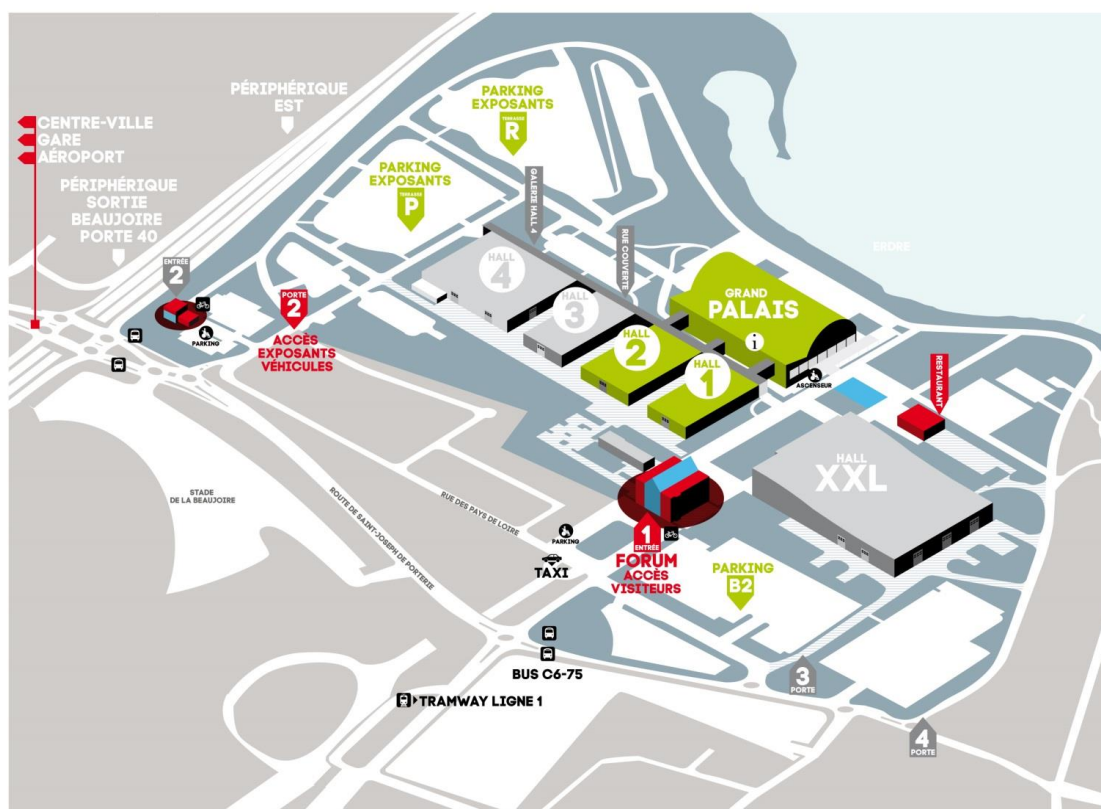 PÉRIPHÉRIQUE
EST
CENTRE-VILLE
GARE
AÉROPORT
PÉRIPHÉRIQUE
SORTIE
BEAUJOIRE
PORTE 40
PARKING
EXPOSANTS
TERRASSE
R
PARKING
EXPOSANTS
TERRASSE
P
GALERIE HALL 4
RUE COUVERTE
ERDRE
ENTRÉE
2
PARKING
PORTE
2
ACCÈS
EXPOSANTS
VÉHICULES
HALL
4
HALL
3
HALL
2
HALL
1
GRAND
PALAIS
i
ASCENSEUR
RESTAURANT
HALL
XXL
STADE
DE LA BEAUJOIRE
ROUTE DE SAINT-JOSEPH DE PORTERIE
RUE DES PAYS DE LOIRE
PARKING
TAXI
1
ENTRÉE
FORUM
ACCÈS
VISITEURS
PARKING
B2
BUS C6-75
TRAMWAY LIGNE 1
3
PORTE
4
PORTE